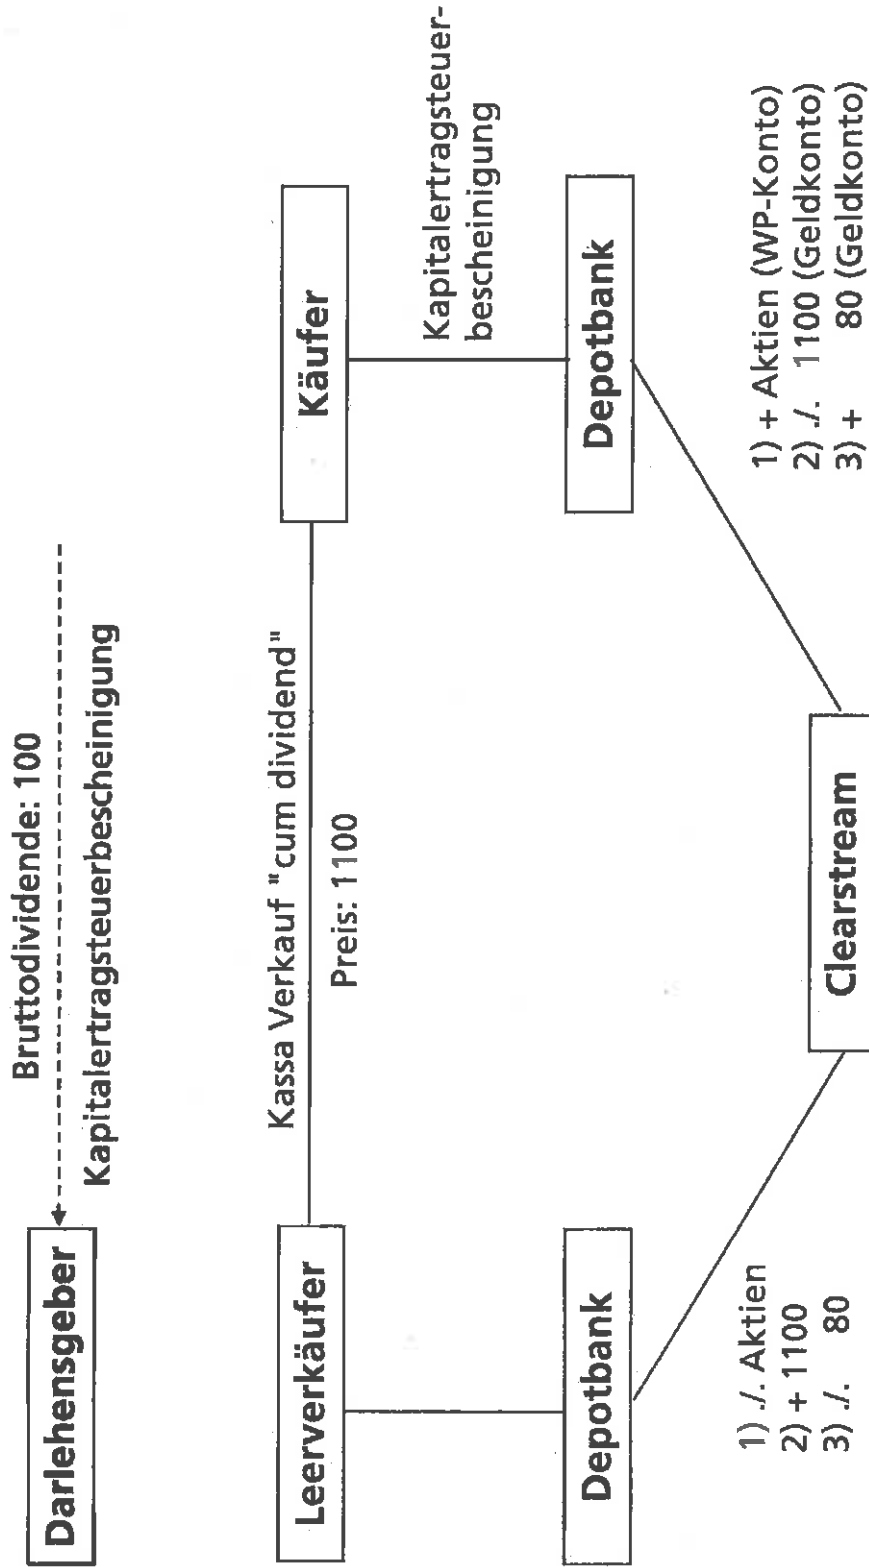 Bruttodividende: 100
Darlehensgeber
Kapitalertragsteuerbescheinigung
Kassa Verkauf "cum dividend"
Leerverkäufer
Käufer
Preis: 1100
Kapitalertragsteuer-
bescheinigung
Depotbank
Depotbank
1) ./. Aktien
2) + 1100
3) ./. 80
1) + Aktien (WP-Konto)
2) ./. 1100 (Geldkonto)
3) + 80 (Geldkonto)
Clearstream